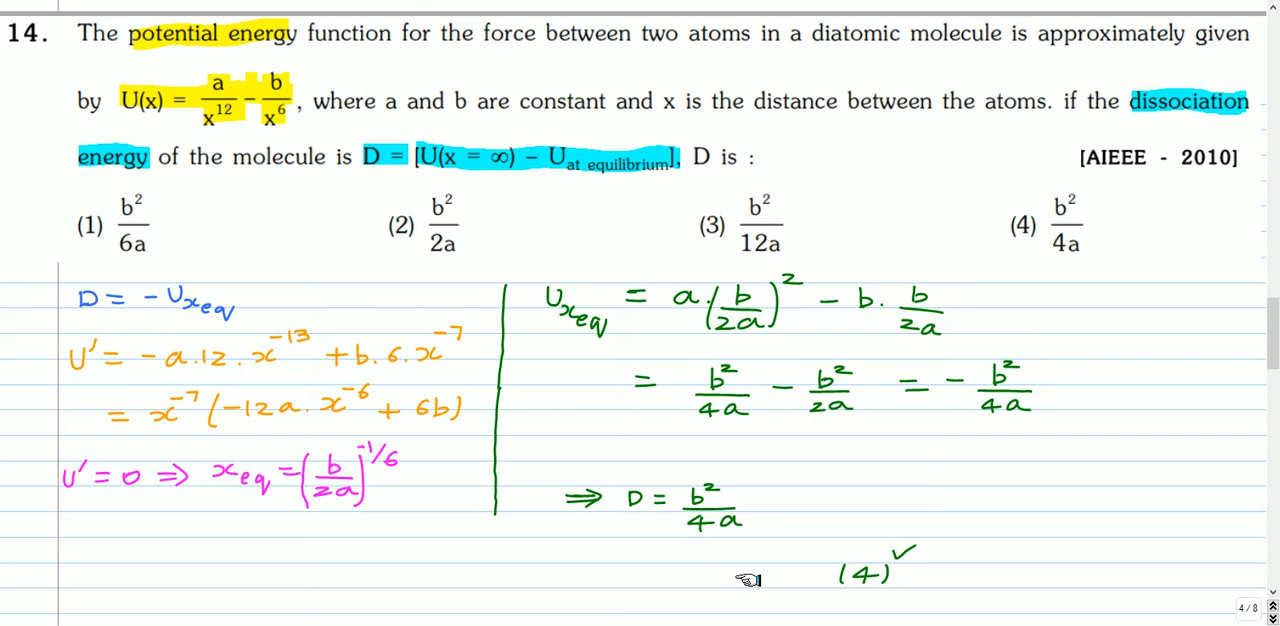 14. The potential energy function for the force between two atoms in a diatomic molecule is approximately given
by U(x) = a/x^12 − b/x^6, where a and b are constant and x is the distance between the atoms. if the dissociation
energy of the molecule is D = [U(x = ∞) − U_at equilibrium], D is : [AIEEE - 2010]
(1) b²/6a (2) b²/2a (3) b²/12a (4) b²/4a
D = − U_xeq
U' = − a.12.x^−13 + b.6.x^−7
= x^−7 (−12a.x^−6 + 6b)
U' = 0 ⇒ x_eq = (b/2a)^−1/6
U_xeq = a.(b/2a)² − b. b/2a
= b²/4a − b²/2a = − b²/4a
⇒ D = b²/4a
(4) ✓
4 / 8